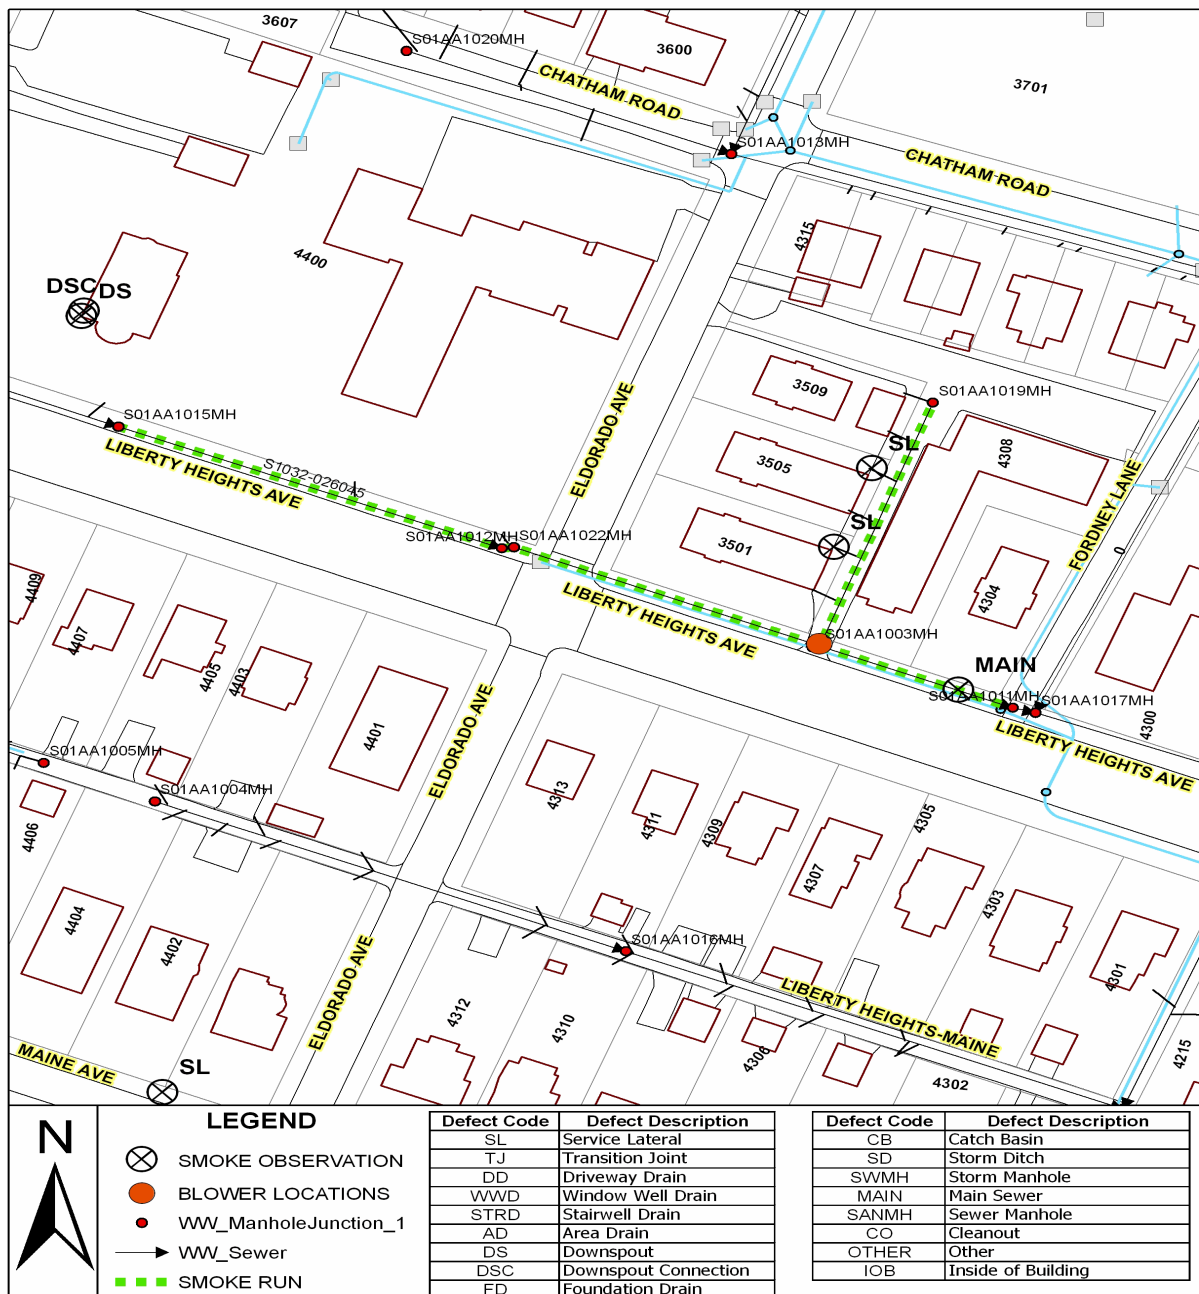 3607
S01AA1020MH
3600
CHATHAM ROAD
3701
S01AA1013MH
CHATHAM ROAD
4315
4400
DSC
DS
3509
S01AA1019MH
ELDORADO AVE
S01AA1015MH
SL
4308
LIBERTY HEIGHTS AVE
S1032-026045
3505
FORDNEY LANE
SL
S01AA1012MH
S01AA1022MH
3501
0
4409
LIBERTY HEIGHTS AVE
4304
4407
S01AA1003MH
4405
4403
MAIN
S01AA1011MH
S01AA1017MH
4401
ELDORADO AVE
4300
LIBERTY HEIGHTS AVE
S01AA1005MH
S01AA1004MH
4313
4311
4309
4305
4406
4307
4303
4404
4402
S01AA1016MH
ELDORADO AVE
4301
LIBERTY HEIGHTS-MAINE
4312
4310
4306
4302
4215
MAINE AVE
SL
N
LEGEND
SMOKE OBSERVATION
BLOWER LOCATIONS
WW_ManholeJunction_1
WW_Sewer
SMOKE RUN
Defect Code Defect Description
SL Service Lateral
TJ Transition Joint
DD Driveway Drain
WWD Window Well Drain
STRD Stairwell Drain
AD Area Drain
DS Downspout
DSC Downspout Connection
FD Foundation Drain
Defect Code Defect Description
CB Catch Basin
SD Storm Ditch
SWMH Storm Manhole
MAIN Main Sewer
SANMH Sewer Manhole
CO Cleanout
OTHER Other
IOB Inside of Building